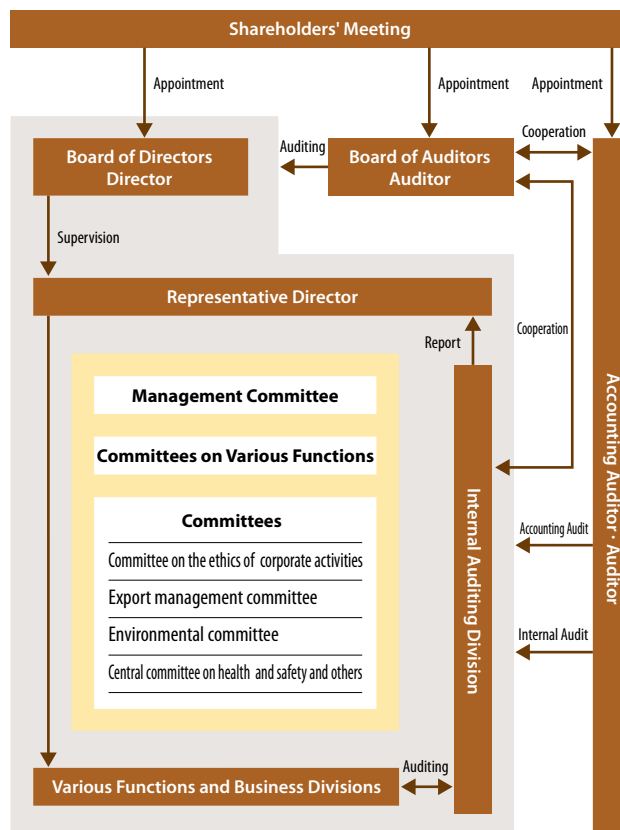 Shareholders' Meeting
Appointment
Appointment
Appointment
Board of Directors
Director
Auditing
Board of Auditors
Auditor
Cooperation
Supervision
Representative Director
Report
Cooperation
Management Committee
Committees on Various Functions
Committees
Committee on the ethics of corporate activities
Export management committee
Environmental committee
Central committee on health and safety and others
Internal Auditing Division
Accounting Audit
Internal Audit
Accounting Auditor · Auditor
Various Functions and Business Divisions
Auditing